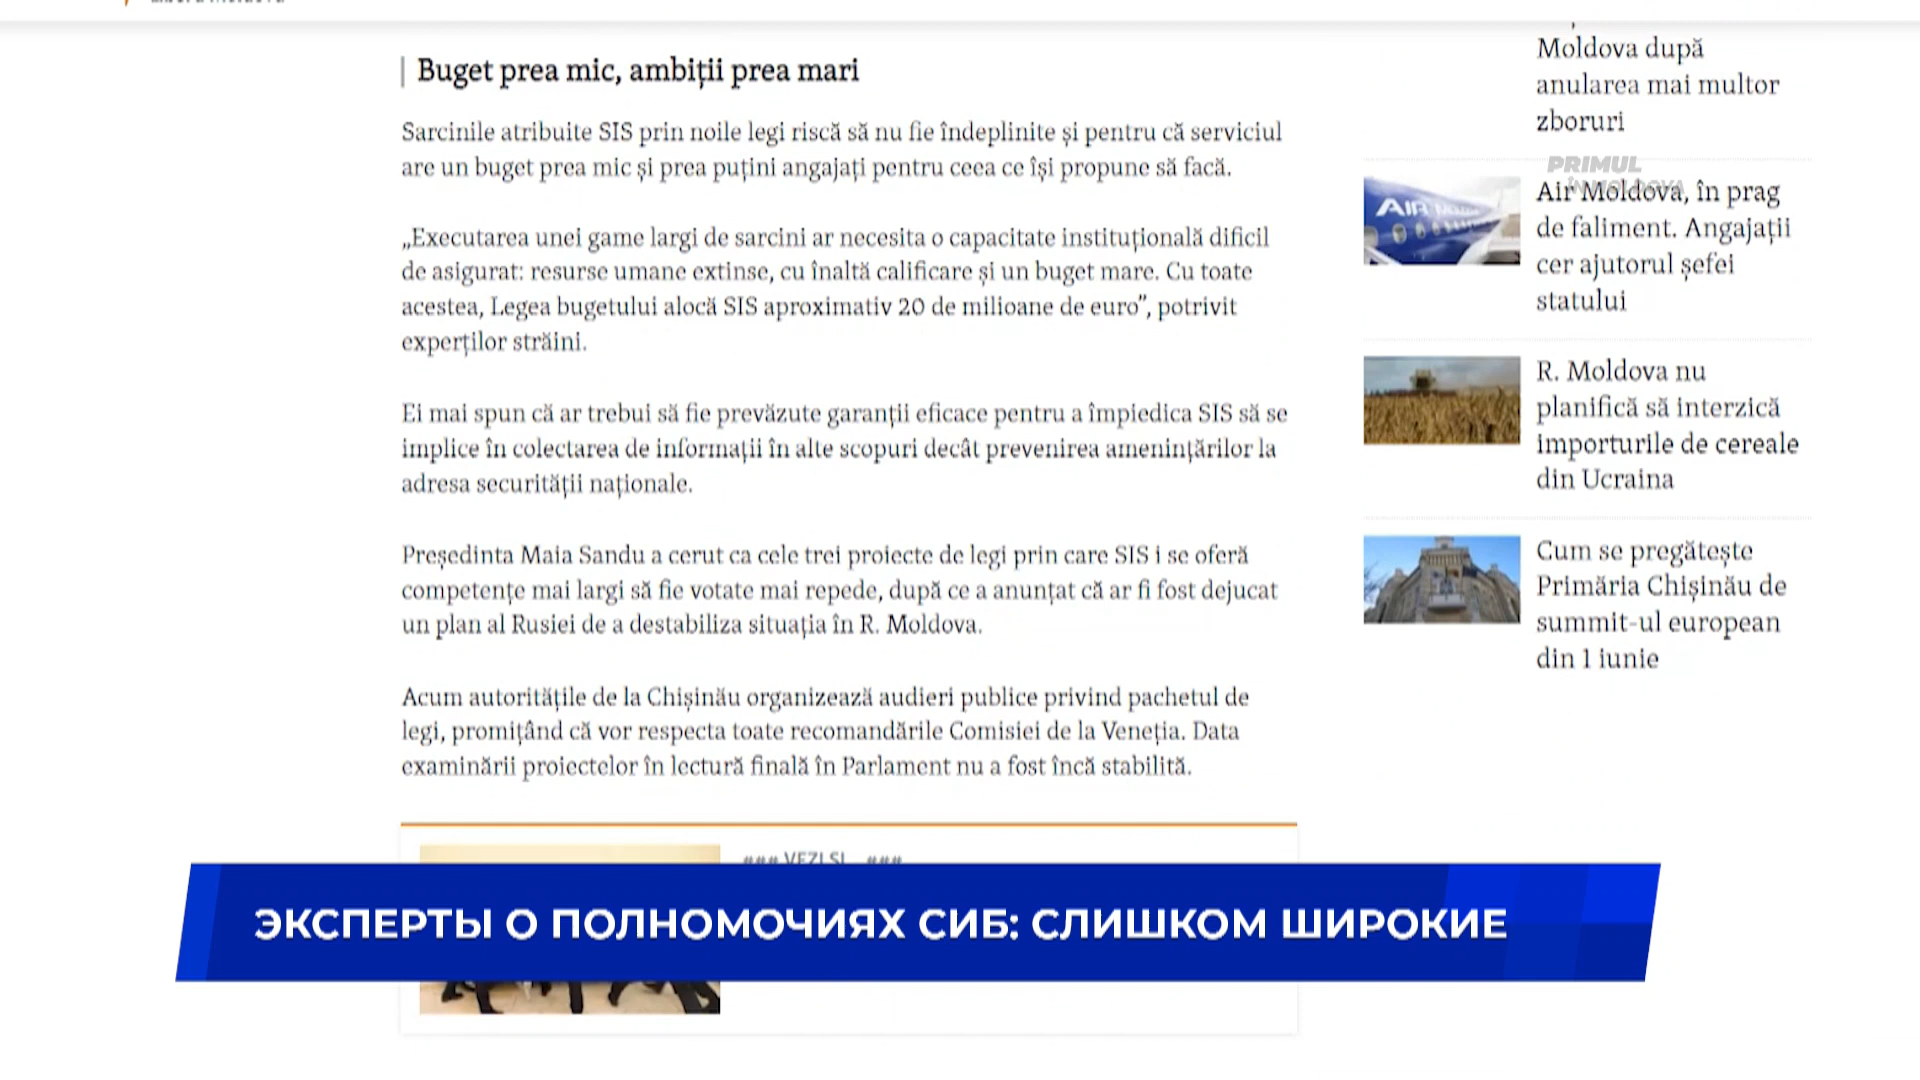 Buget prea mic, ambiții prea mari
Sarcinile atribuite SIS prin noile legi riscă să nu fie îndeplinite și pentru că serviciul
are un buget prea mic și prea puțini angajați pentru ceea ce își propune să facă.
„Executarea unei game largi de sarcini ar necesita o capacitate instituțională dificil
de asigurat: resurse umane extinse, cu înaltă calificare și un buget mare. Cu toate
acestea, Legea bugetului alocă SIS aproximativ 20 de milioane de euro”, potrivit
experților străini.
Ei mai spun că ar trebui să fie prevăzute garanții eficace pentru a împiedica SIS să se
implice în colectarea de informații în alte scopuri decât prevenirea amenințărilor la
adresa securității naționale.
Președinta Maia Sandu a cerut ca cele trei proiecte de legi prin care SIS i se oferă
competențe mai largi să fie votate mai repede, după ce a anunțat că ar fi fost dejucat
un plan al Rusiei de a destabiliza situația în R. Moldova.
Acum autoritățile de la Chișinău organizează audieri publice privind pachetul de
legi, promițând că vor respecta toate recomandările Comisiei de la Veneția. Data
examinării proiectelor în lectură finală în Parlament nu a fost încă stabilită.
### VEZI ȘI... ###
Moldova după
anularea mai multor
zboruri
PRIMUL
ÎN MOLDOVA
AIR
Air Moldova, în prag
de faliment. Angajații
cer ajutorul șefei
statului
R. Moldova nu
planifică să interzică
importurile de cereale
din Ucraina
Cum se pregătește
Primăria Chișinău de
summit-ul european
din 1 iunie
ЭКСПЕРТЫ О ПОЛНОМОЧИЯХ СИБ: СЛИШКОМ ШИРОКИЕ